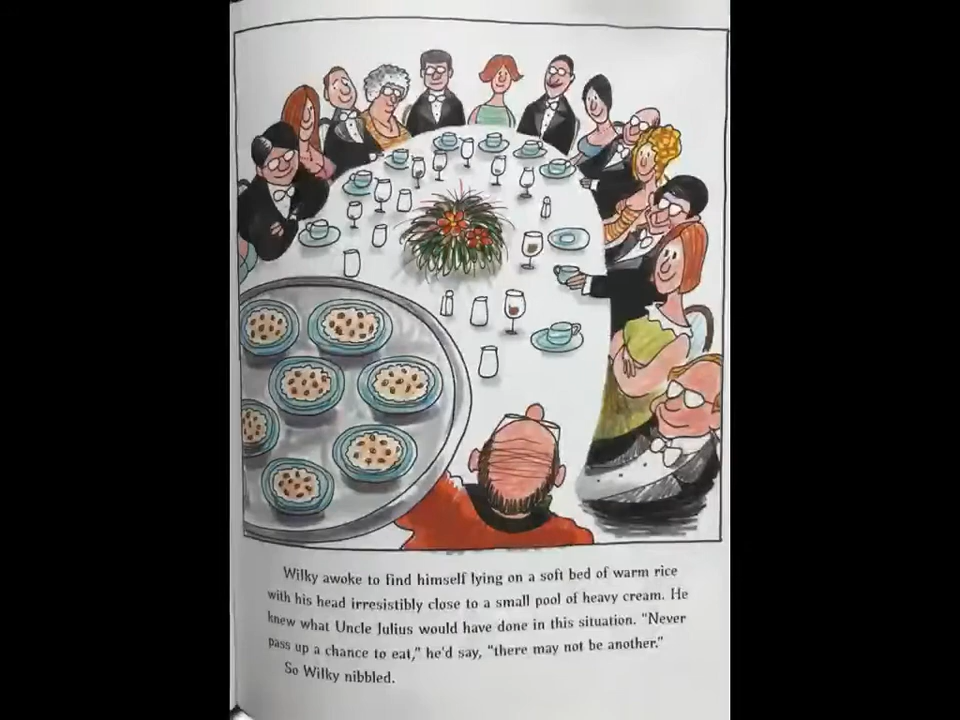 Wilky awoke to find himself lying on a soft bed of warm rice
with his head irresistibly close to a small pool of heavy cream. He
knew what Uncle Julius would have done in this situation. "Never
pass up a chance to eat," he'd say, "there may not be another."
So Wilky nibbled.